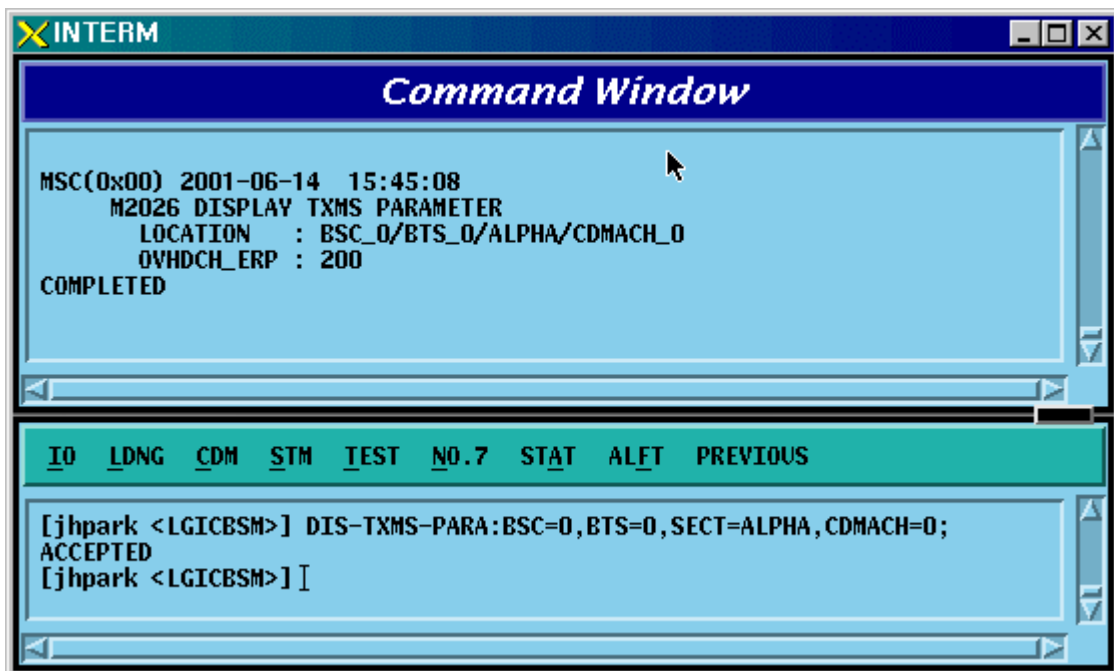 INTERM
Command Window
MSC(0x00) 2001-06-14 15:45:08
M2026 DISPLAY TXMS PARAMETER
LOCATION : BSC_0/BTS_0/ALPHA/CDMACH_0
OVHDCH_ERP : 200
COMPLETED
IO LDNG CDM STM TEST NO.7 STAT ALFT PREVIOUS
[jhpark <LGICBSM>] DIS-TXMS-PARA:BSC=0,BTS=0,SECT=ALPHA,CDMACH=0;
ACCEPTED
[jhpark <LGICBSM>]